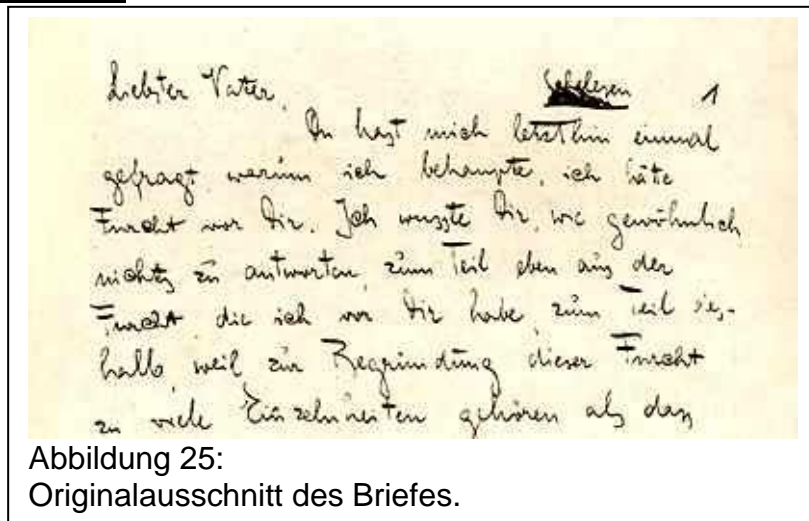 Liebster Vater, Schelesen 1
Du hast mich letzthin einmal
gefragt, warum ich behaupte, ich hätte
Furcht vor Dir. Ich wusste Dir, wie gewöhnlich
nichts zu antworten, zum Teil eben aus der
Furcht die ich vor Dir habe, zum Teil des-
halb, weil zur Begründung dieser Furcht
zu viele Einzelnheiten gehören als dass
Abbildung 25:
Originalausschnitt des Briefes.